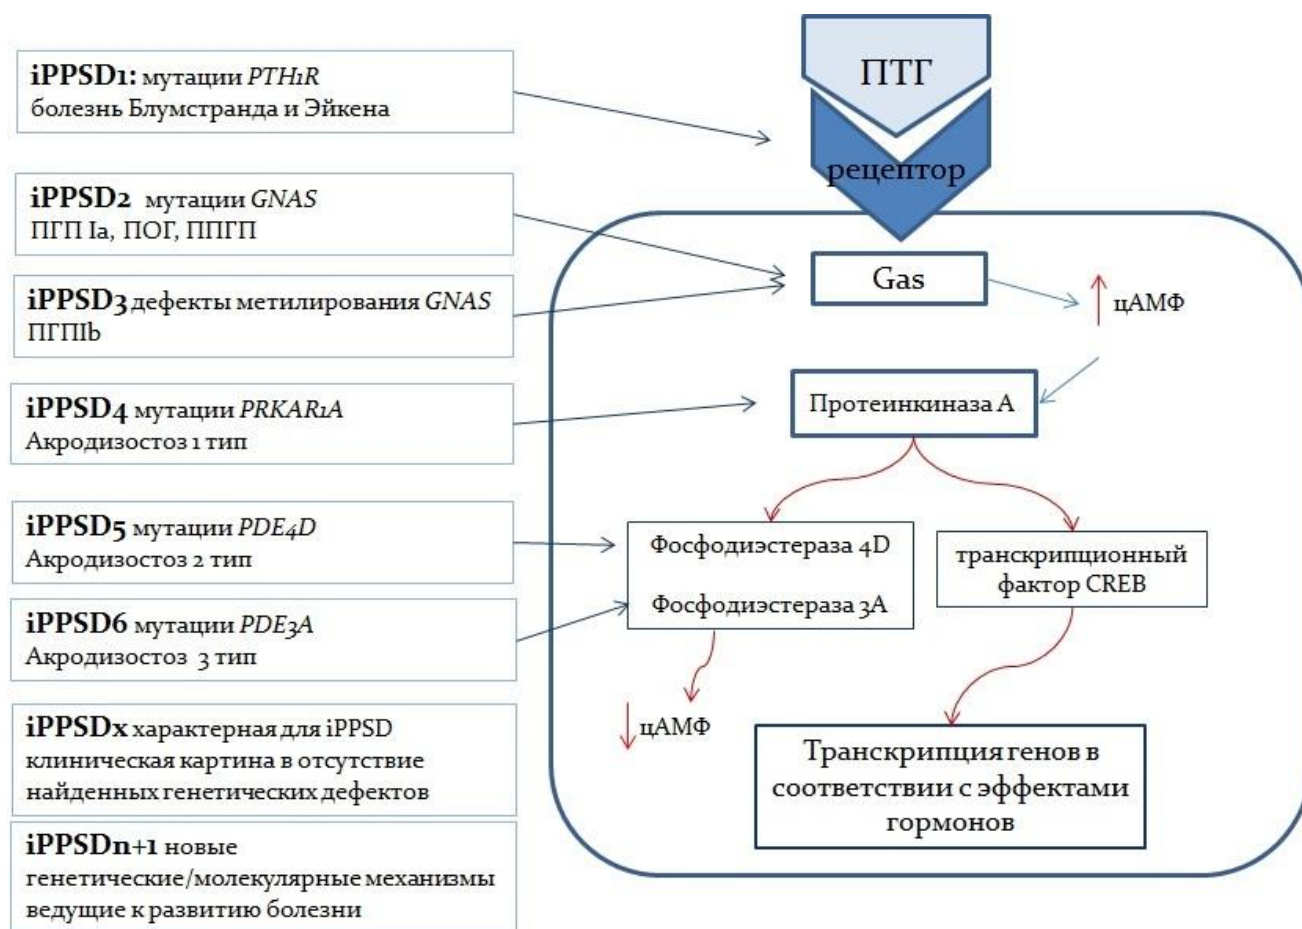 iPPSD1: мутации PTH1R
болезнь Блумстранда и Эйкена
iPPSD2 мутации GNAS
ПГП Iа, ПОГ, ППГП
iPPSD3 дефекты метилирования GNAS
ПГПIb
iPPSD4 мутации PRKAR1A
Акродизостоз 1 тип
iPPSD5 мутации PDE4D
Акродизостоз 2 тип
iPPSD6 мутации PDE3A
Акродизостоз 3 тип
iPPSDx характерная для iPPSD
клиническая картина в отсутствие
найденных генетических дефектов
iPPSDn+1 новые
генетические/молекулярные механизмы
ведущие к развитию болезни
ПТГ
рецептор
Gas
цАМФ
Протеинкиназа А
Фосфодиэстераза 4D
Фосфодиэстераза 3А
транскрипционный
фактор CREB
цАМФ
Транскрипция генов в
соответствии с эффектами
гормонов